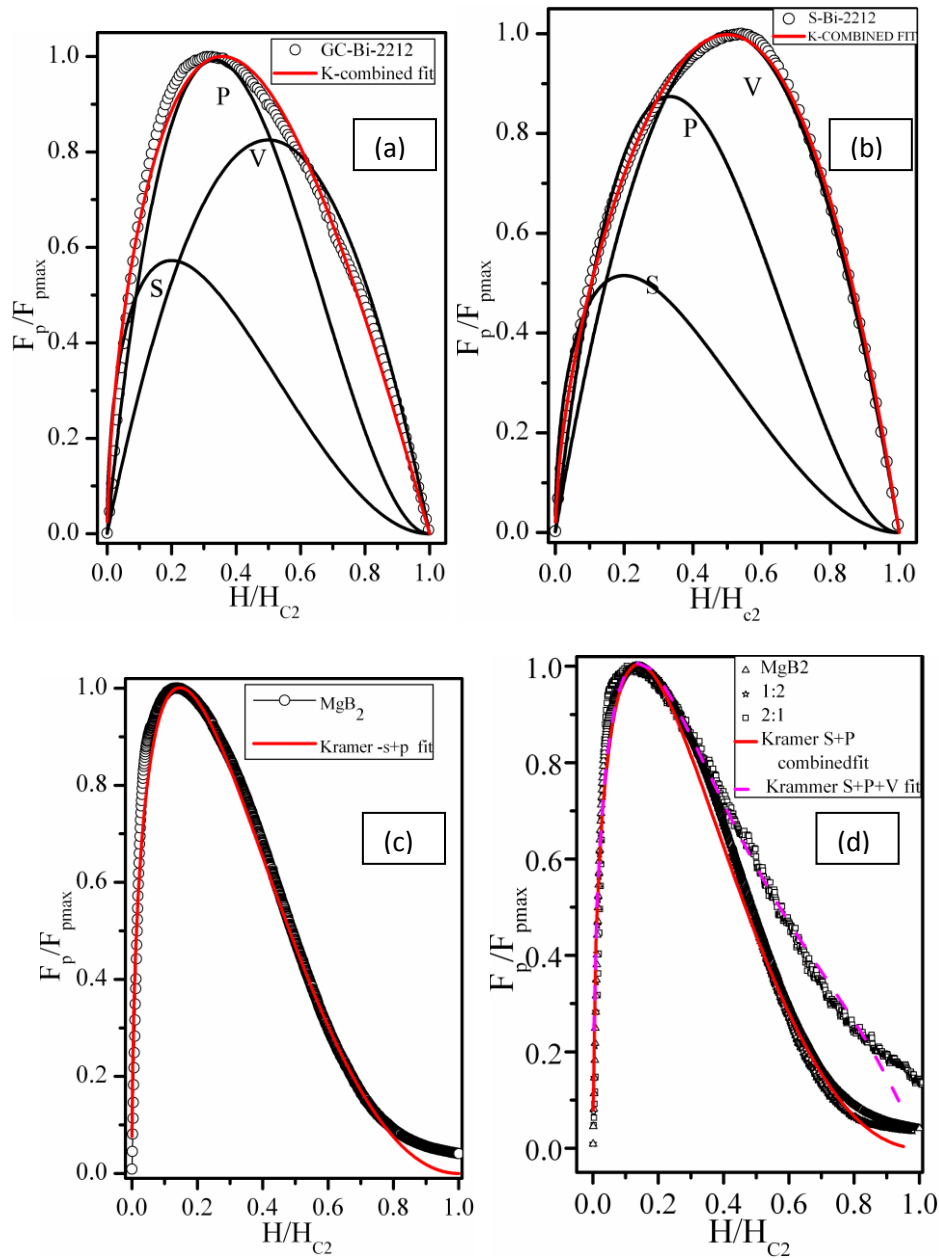 (a)
GC-Bi-2212
K-combined fit
P
V
S
F_p/F_pmax
1.0
0.8
0.6
0.4
0.2
0.0
0.0 0.2 0.4 0.6 0.8 1.0
H/H_C2
(b)
S-Bi-2212
K-COMBINED FIT
V
P
S
F_p/F_pmax
1.0
0.8
0.6
0.4
0.2
0.0
0.0 0.2 0.4 0.6 0.8 1.0
H/H_c2
(c)
MgB_2
Kramer -s+p fit
F_p/F_pmax
1.0
0.8
0.6
0.4
0.2
0.0
0.0 0.2 0.4 0.6 0.8 1.0
H/H_C2
(d)
MgB2
1:2
2:1
Kramer S+P
combinedfit
Krammer S+P+V fit
F_p/F_pmax
1.0
0.8
0.6
0.4
0.2
0.0
0.0 0.2 0.4 0.6 0.8 1.0
H/H_C2